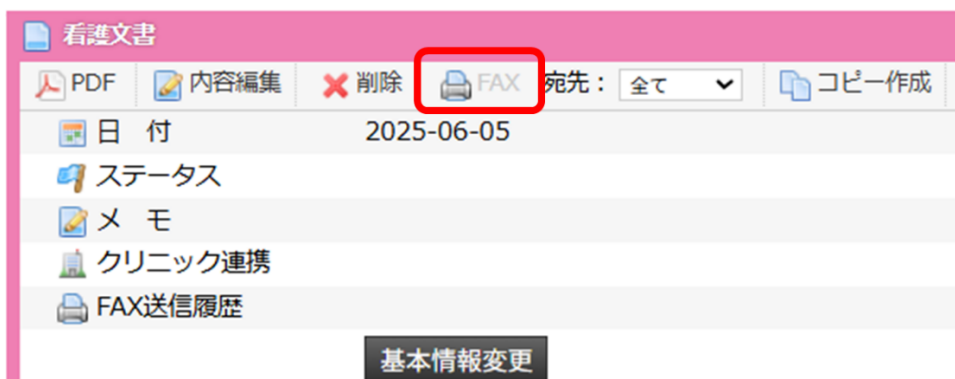 看護文書
PDF 内容編集 削除 FAX 宛先： 全て コピー作成
日　付 2025-06-05
ステータス
メ　モ
クリニック連携
FAX送信履歴
基本情報変更